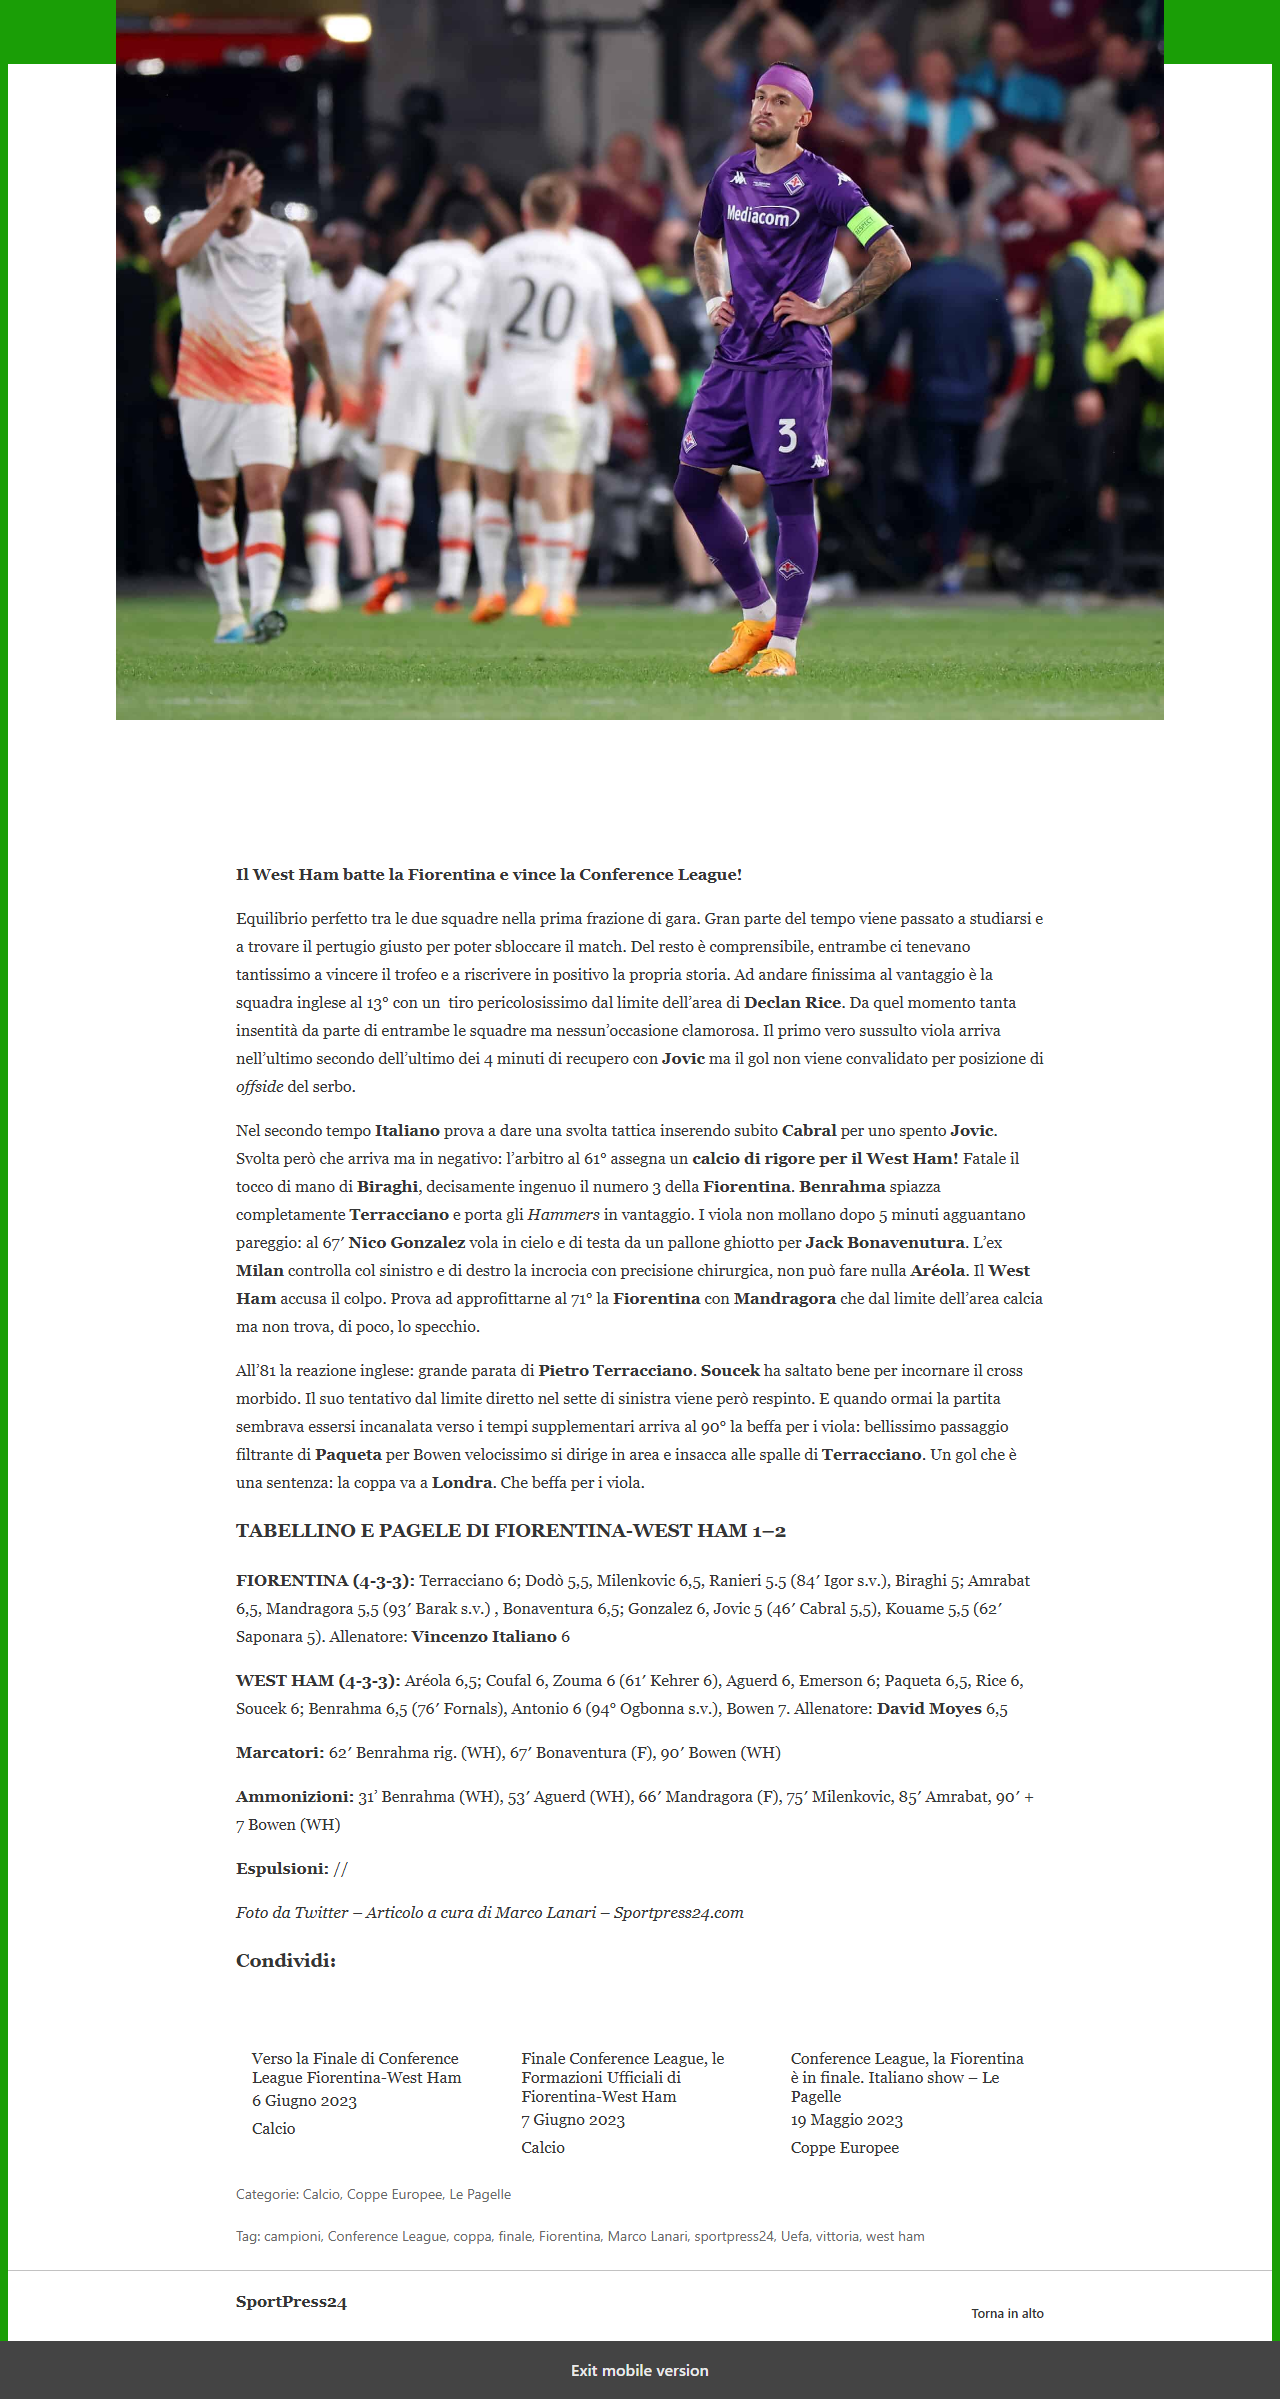 20
2
Mediacom
3
Il West Ham batte la Fiorentina e vince la Conference League!
Equilibrio perfetto tra le due squadre nella prima frazione di gara. Gran parte del tempo viene passato a studiarsi e
a trovare il pertugio giusto per poter sbloccare il match. Del resto è comprensibile, entrambe ci tenevano
tantissimo a vincere il trofeo e a riscrivere in positivo la propria storia. Ad andare finissima al vantaggio è la
squadra inglese al 13° con un  tiro pericolosissimo dal limite dell’area di Declan Rice. Da quel momento tanta
insentità da parte di entrambe le squadre ma nessun’occasione clamorosa. Il primo vero sussulto viola arriva
nell’ultimo secondo dell’ultimo dei 4 minuti di recupero con Jovic ma il gol non viene convalidato per posizione di
offside del serbo.
Nel secondo tempo Italiano prova a dare una svolta tattica inserendo subito Cabral per uno spento Jovic.
Svolta però che arriva ma in negativo: l’arbitro al 61° assegna un calcio di rigore per il West Ham! Fatale il
tocco di mano di Biraghi, decisamente ingenuo il numero 3 della Fiorentina. Benrahma spiazza
completamente Terracciano e porta gli Hammers in vantaggio. I viola non mollano dopo 5 minuti agguantano
pareggio: al 67′ Nico Gonzalez vola in cielo e di testa da un pallone ghiotto per Jack Bonavenutura. L’ex
Milan controlla col sinistro e di destro la incrocia con precisione chirurgica, non può fare nulla Aréola. Il West
Ham accusa il colpo. Prova ad approfittarne al 71° la Fiorentina con Mandragora che dal limite dell’area calcia
ma non trova, di poco, lo specchio.
All’81 la reazione inglese: grande parata di Pietro Terracciano. Soucek ha saltato bene per incornare il cross
morbido. Il suo tentativo dal limite diretto nel sette di sinistra viene però respinto. E quando ormai la partita
sembrava essersi incanalata verso i tempi supplementari arriva al 90° la beffa per i viola: bellissimo passaggio
filtrante di Paqueta per Bowen velocissimo si dirige in area e insacca alle spalle di Terracciano. Un gol che è
una sentenza: la coppa va a Londra. Che beffa per i viola.
TABELLINO E PAGELE DI FIORENTINA-WEST HAM 1–2
FIORENTINA (4-3-3): Terracciano 6; Dodò 5,5, Milenkovic 6,5, Ranieri 5.5 (84′ Igor s.v.), Biraghi 5; Amrabat
6,5, Mandragora 5,5 (93′ Barak s.v.) , Bonaventura 6,5; Gonzalez 6, Jovic 5 (46′ Cabral 5,5), Kouame 5,5 (62′
Saponara 5). Allenatore: Vincenzo Italiano 6
WEST HAM (4-3-3): Aréola 6,5; Coufal 6, Zouma 6 (61′ Kehrer 6), Aguerd 6, Emerson 6; Paqueta 6,5, Rice 6,
Soucek 6; Benrahma 6,5 (76′ Fornals), Antonio 6 (94° Ogbonna s.v.), Bowen 7. Allenatore: David Moyes 6,5
Marcatori: 62′ Benrahma rig. (WH), 67′ Bonaventura (F), 90′ Bowen (WH)
Ammonizioni: 31’ Benrahma (WH), 53′ Aguerd (WH), 66′ Mandragora (F), 75′ Milenkovic, 85′ Amrabat, 90′ +
7 Bowen (WH)
Espulsioni: //
Foto da Twitter – Articolo a cura di Marco Lanari – Sportpress24.com
Condividi:
Verso la Finale di Conference
League Fiorentina-West Ham
6 Giugno 2023
Calcio
Finale Conference League, le
Formazioni Ufficiali di
Fiorentina-West Ham
7 Giugno 2023
Calcio
Conference League, la Fiorentina
è in finale. Italiano show – Le
Pagelle
19 Maggio 2023
Coppe Europee
Categorie: Calcio, Coppe Europee, Le Pagelle
Tag: campioni, Conference League, coppa, finale, Fiorentina, Marco Lanari, sportpress24, Uefa, vittoria, west ham
SportPress24
Torna in alto
Exit mobile version